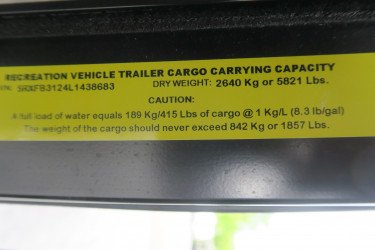 RECREATION VEHICLE TRAILER CARGO CARRYING CAPACITY
DRY WEIGHT: 2640 Kg or 5821 Lbs.
CAUTION:
A full load of water equals 189 Kg/415 Lbs of cargo @ 1 Kg/L (8.3 lb/gal)
The weight of the cargo should never exceed 842 Kg or 1857 Lbs.